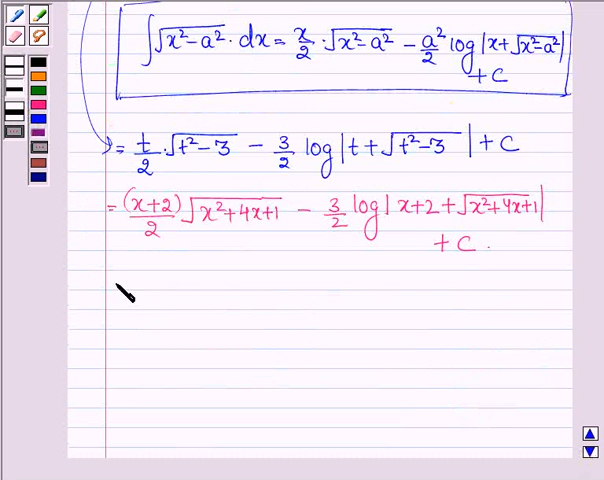 ∫√x²-a² · dx = x/2 · √x²-a² - a²/2 log|x+√x²-a²|
+C
= t/2 · √t²-3 - 3/2 log|t+√t²-3| + C
= (x+2)/2 √x²+4x+1 - 3/2 log|x+2+√x²+4x+1|
+ C.